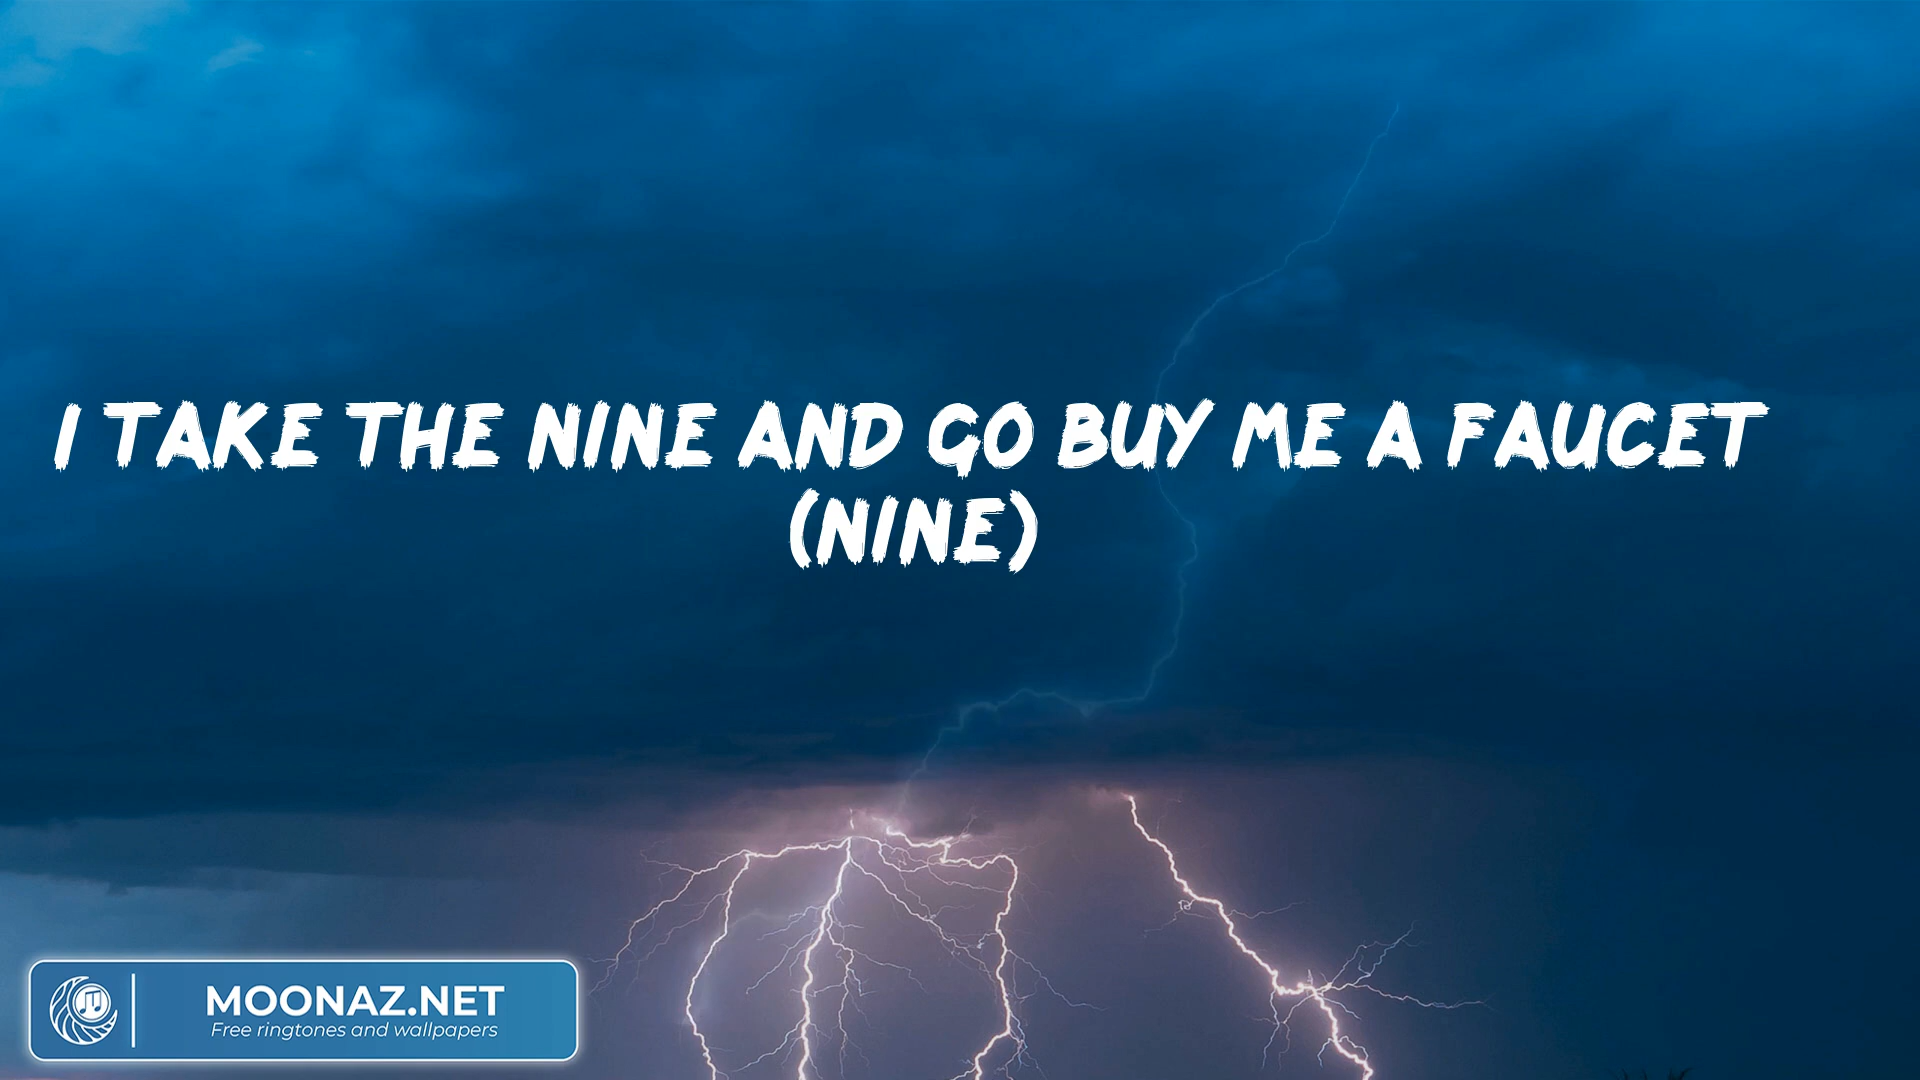 I TAKE THE NINE AND GO BUY ME A FAUCET
(NINE)
MOONAZ.NET
Free ringtones and wallpapers